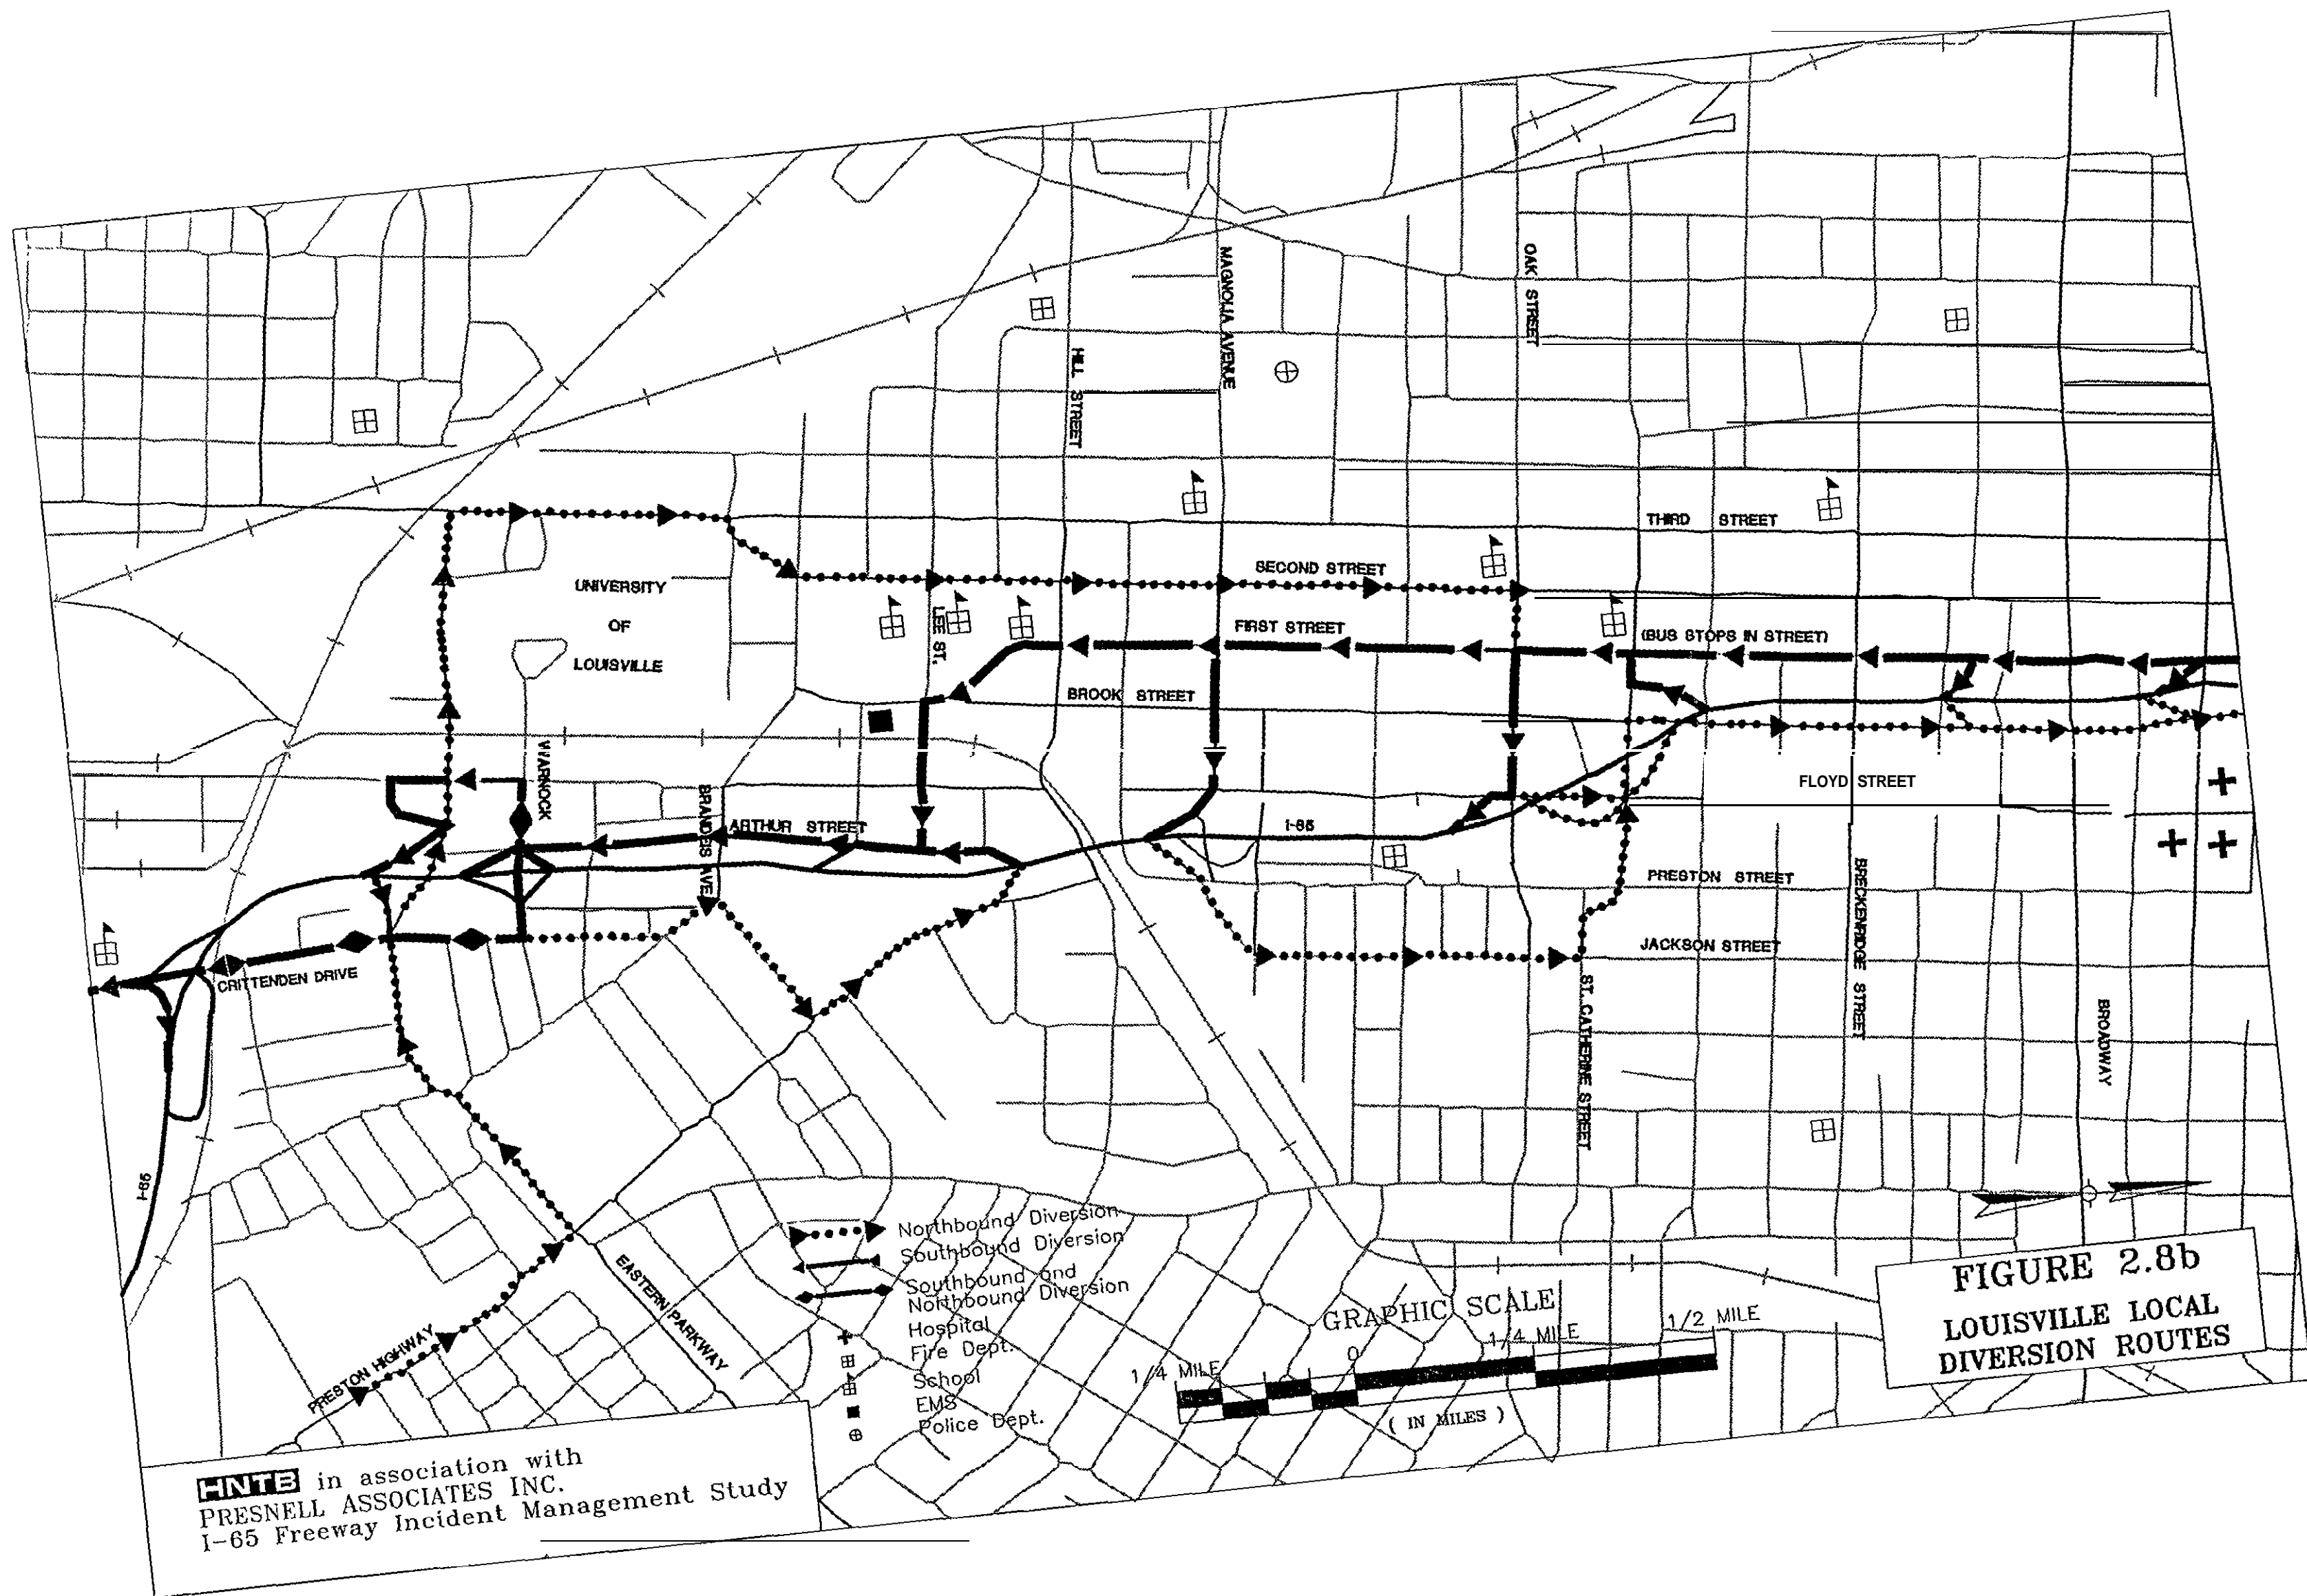 MAGNOLIA AVENUE
OAK STREET
HILL STREET
THIRD STREET
SECOND STREET
UNIVERSITY
OF
LOUISVILLE
LEE ST.
FIRST STREET
(BUS STOPS IN STREET)
BROOK STREET
WARNOCK
BRANDEIS AVE.
ARTHUR STREET
I-65
FLOYD STREET
PRESTON STREET
BRECKENRIDGE STREET
JACKSON STREET
CRITTENDEN DRIVE
ST. CATHERINE STREET
BROADWAY
I-65
EASTERN PARKWAY
PRESTON HIGHWAY
Northbound Diversion
Southbound Diversion
Southbound and
Northbound Diversion
Hospital
Fire Dept.
School
EMS
Police Dept.
GRAPHIC SCALE
1/4 MILE 0 1/4 MILE 1/2 MILE
( IN MILES )
FIGURE 2.8b
LOUISVILLE LOCAL
DIVERSION ROUTES
HNTB in association with
PRESNELL ASSOCIATES INC.
I-65 Freeway Incident Management Study